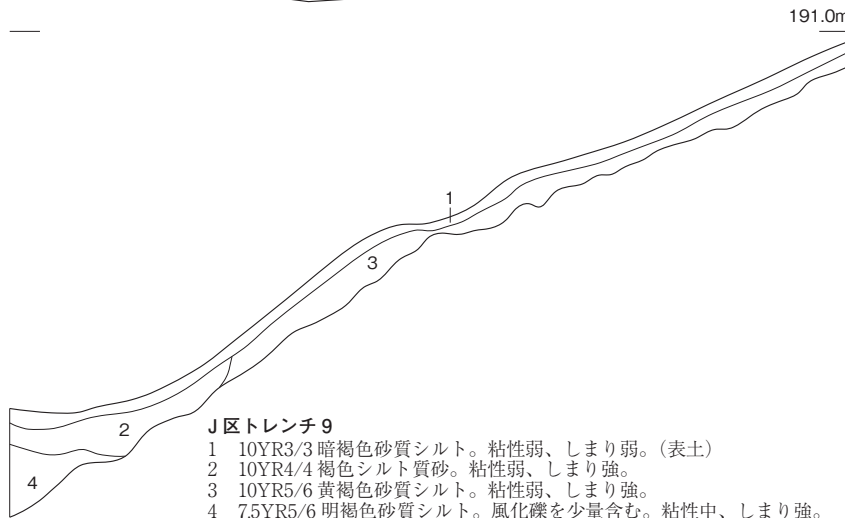 191.0m
1
3
2
4
J区トレンチ9
1 10YR3/3 暗褐色砂質シルト。粘性弱、しまり弱。(表土)
2 10YR4/4 褐色シルト質砂。粘性弱、しまり強。
3 10YR5/6 黄褐色砂質シルト。粘性弱、しまり強。
4 7.5YR5/6 明褐色砂質シルト。風化礫を少量含む。粘性中、しまり強。